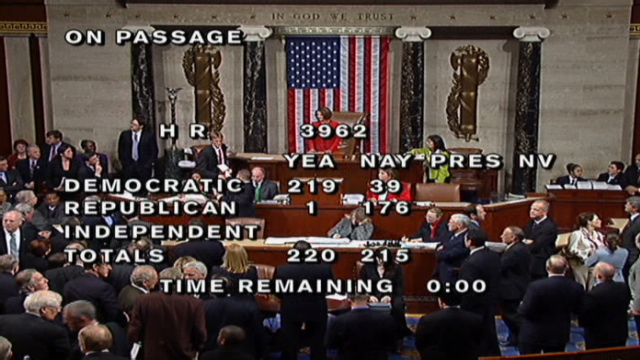 IN GOD WE TRUST
ON PASSAGE
H R 3962
YEA NAY PRES NV
DEMOCRATIC 219 39
REPUBLICAN 1 176
INDEPENDENT
TOTALS 220 215
TIME REMAINING 0:00